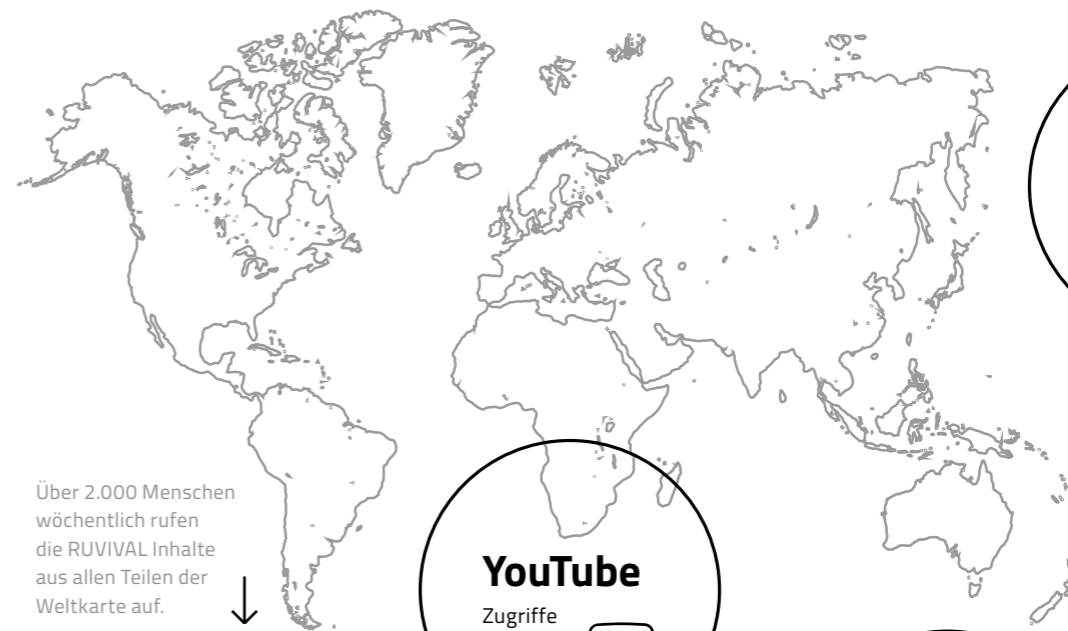 Über 2.000 Menschen
wöchentlich rufen
die RUVIVAL Inhalte
aus allen Teilen der
Weltkarte auf.
YouTube
Zugriffe